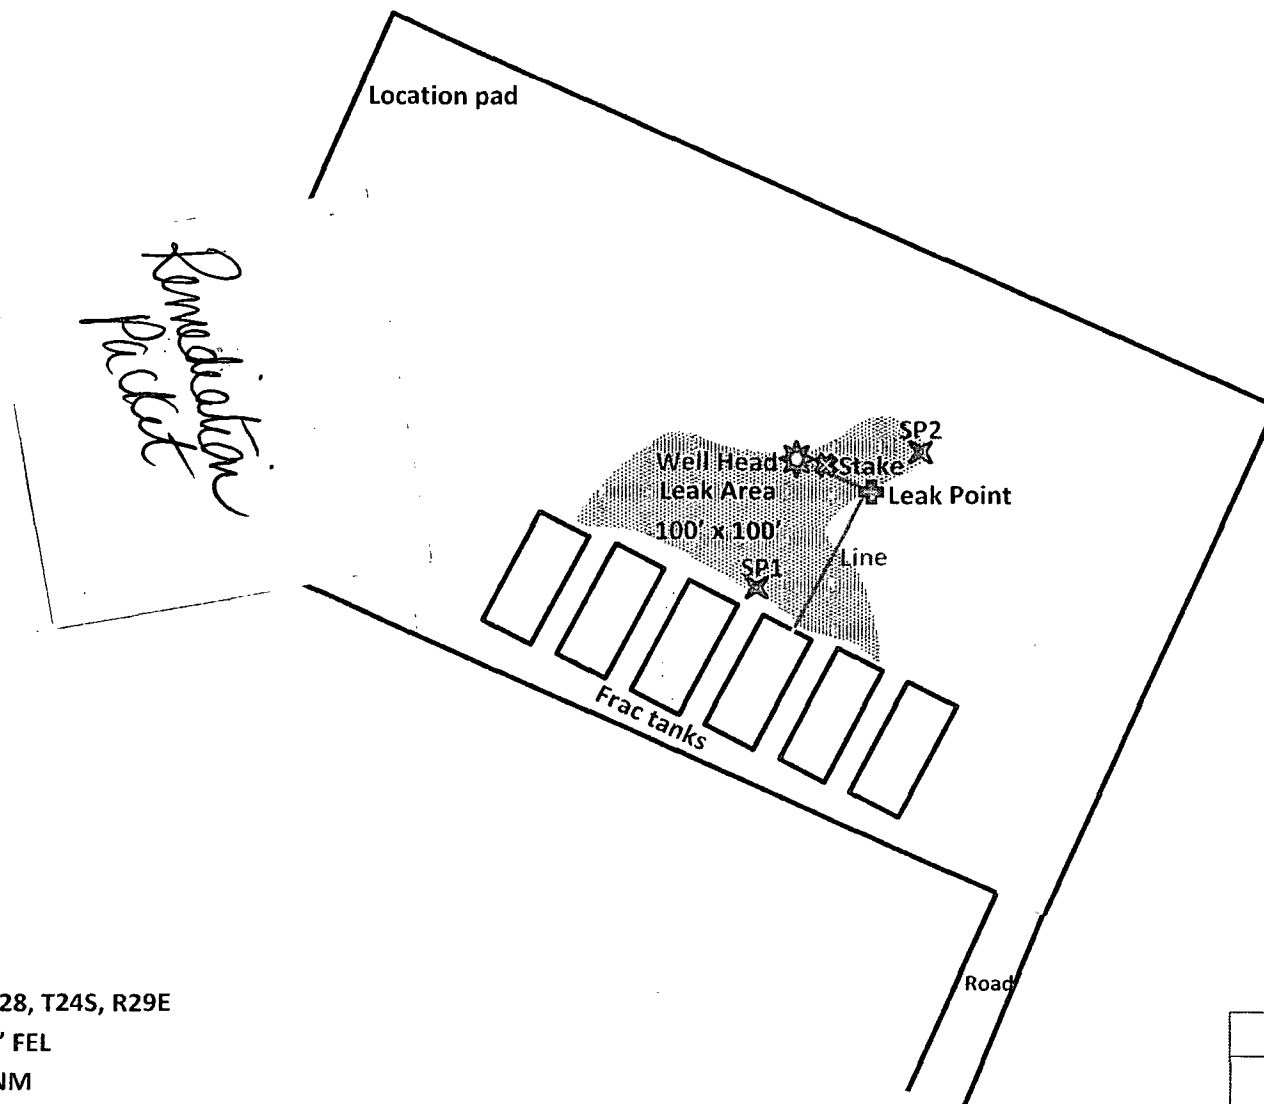 Location pad
Remediation
Packet
SP2
Well Head
Stake
Leak Area
Leak Point
100' x 100'
Line
SP1
Frac tanks
Road
28, T24S, R29E
' FEL
NM